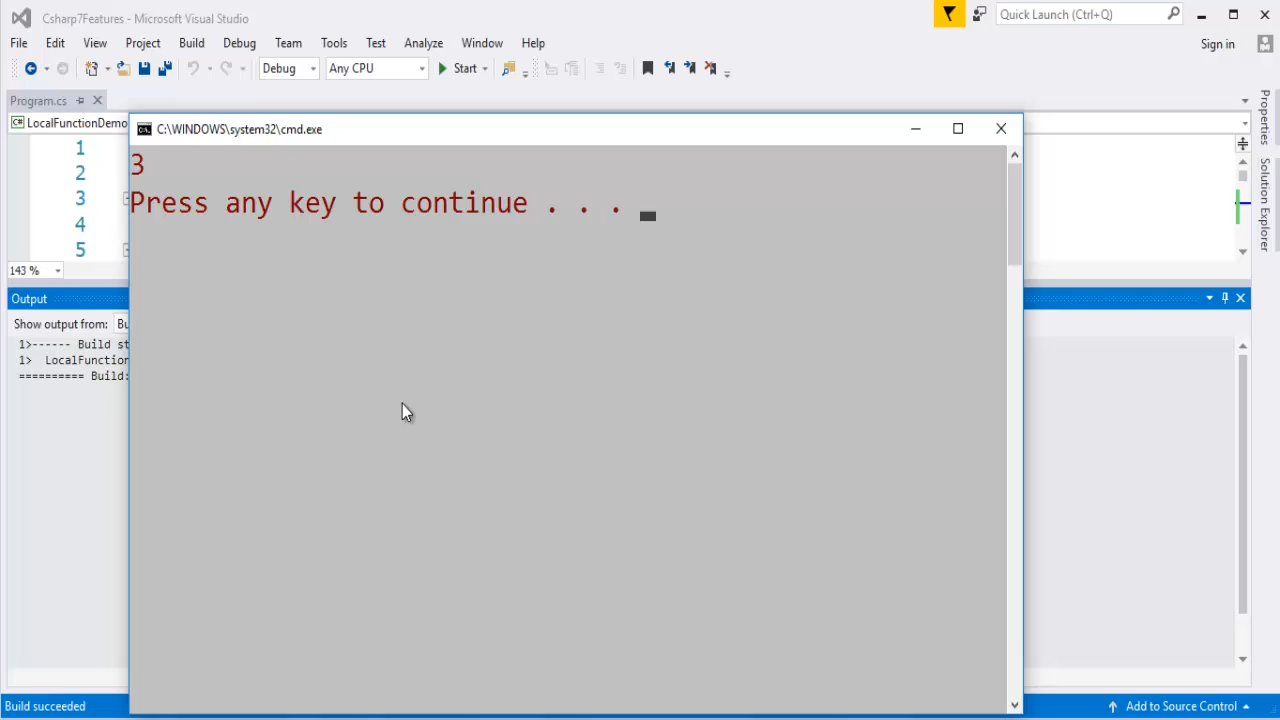 Csharp7Features - Microsoft Visual Studio
Quick Launch (Ctrl+Q)
File Edit View Project Build Debug Team Tools Test Analyze Window Help
Sign in
Debug Any CPU Start
Program.cs
LocalFunctionDemo
1
2
3
4
5
143 %
C:\WINDOWS\system32\cmd.exe
3
Press any key to continue . . .
Output
Show output from: Bu
1>------ Build st
1> LocalFunction
========== Build:
Properties
Solution Explorer
Build succeeded
Add to Source Control